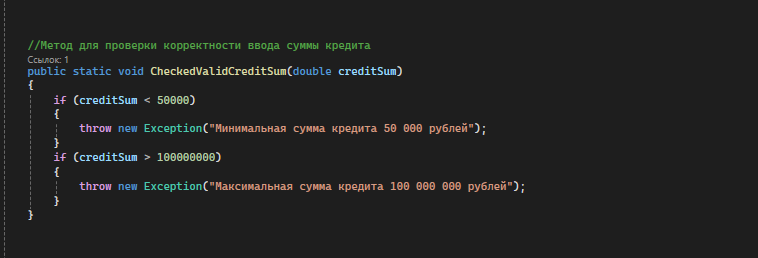 //Метод для проверки корректности ввода суммы кредита
Ссылок: 1
public static void CheckedValidCreditSum(double creditSum)
{
    if (creditSum < 50000)
    {
        throw new Exception("Минимальная сумма кредита 50 000 рублей");
    }
    if (creditSum > 100000000)
    {
        throw new Exception("Максимальная сумма кредита 100 000 000 рублей");
    }
}